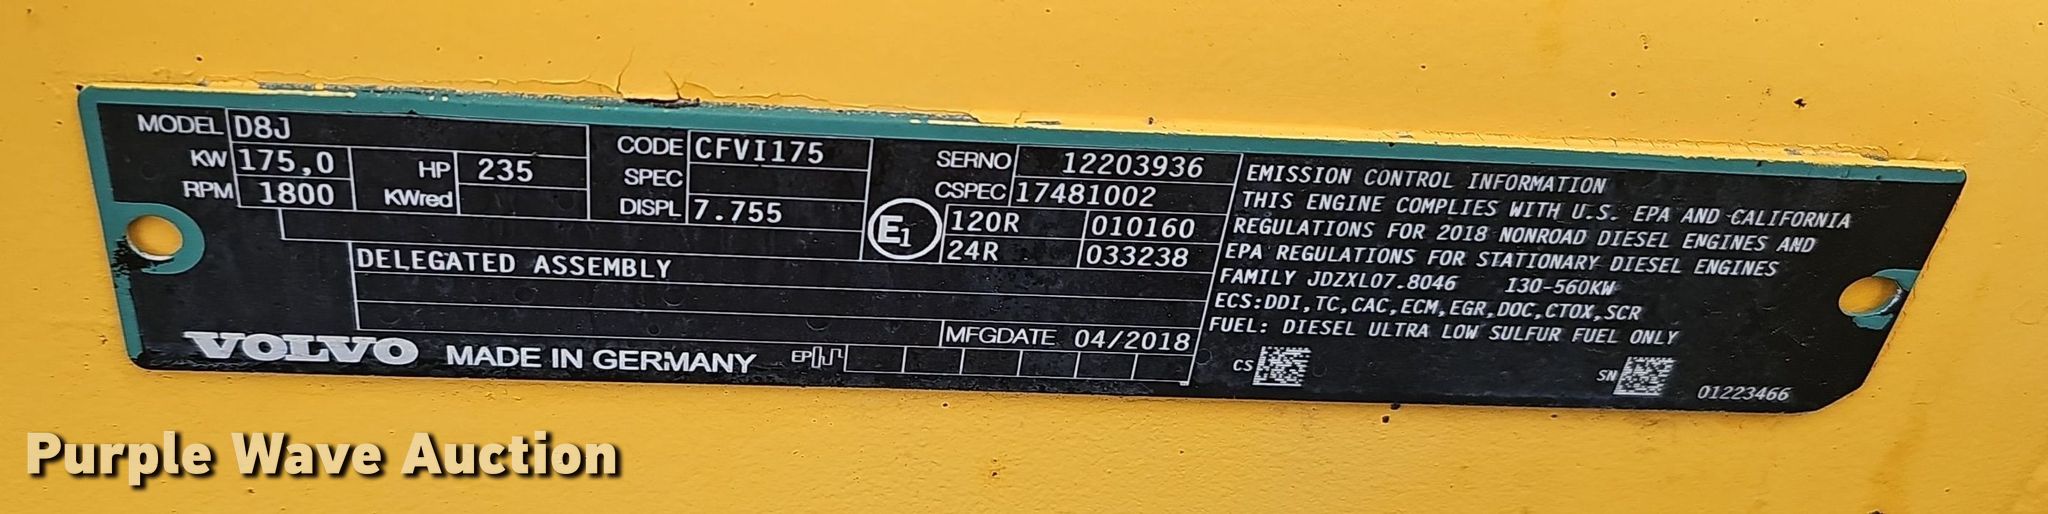 MODEL D8J
KW 175,0 HP 235
RPM 1800 KWred
CODE CFVI175
SPEC
DISPL 7.755
SERNO 12203936
CSPEC 17481002
E1 120R 010160
24R 033238
DELEGATED ASSEMBLY
MFGDATE 04/2018
VOLVO MADE IN GERMANY EP
EMISSION CONTROL INFORMATION
THIS ENGINE COMPLIES WITH U.S. EPA AND CALIFORNIA
REGULATIONS FOR 2018 NONROAD DIESEL ENGINES AND
EPA REGULATIONS FOR STATIONARY DIESEL ENGINES
FAMILY JDZXL07.8046 130-560KW
ECS:DDI,TC,CAC,ECM,EGR,DOC,CTOX,SCR
FUEL: DIESEL ULTRA LOW SULFUR FUEL ONLY
CS SN 01223466
Purple Wave Auction